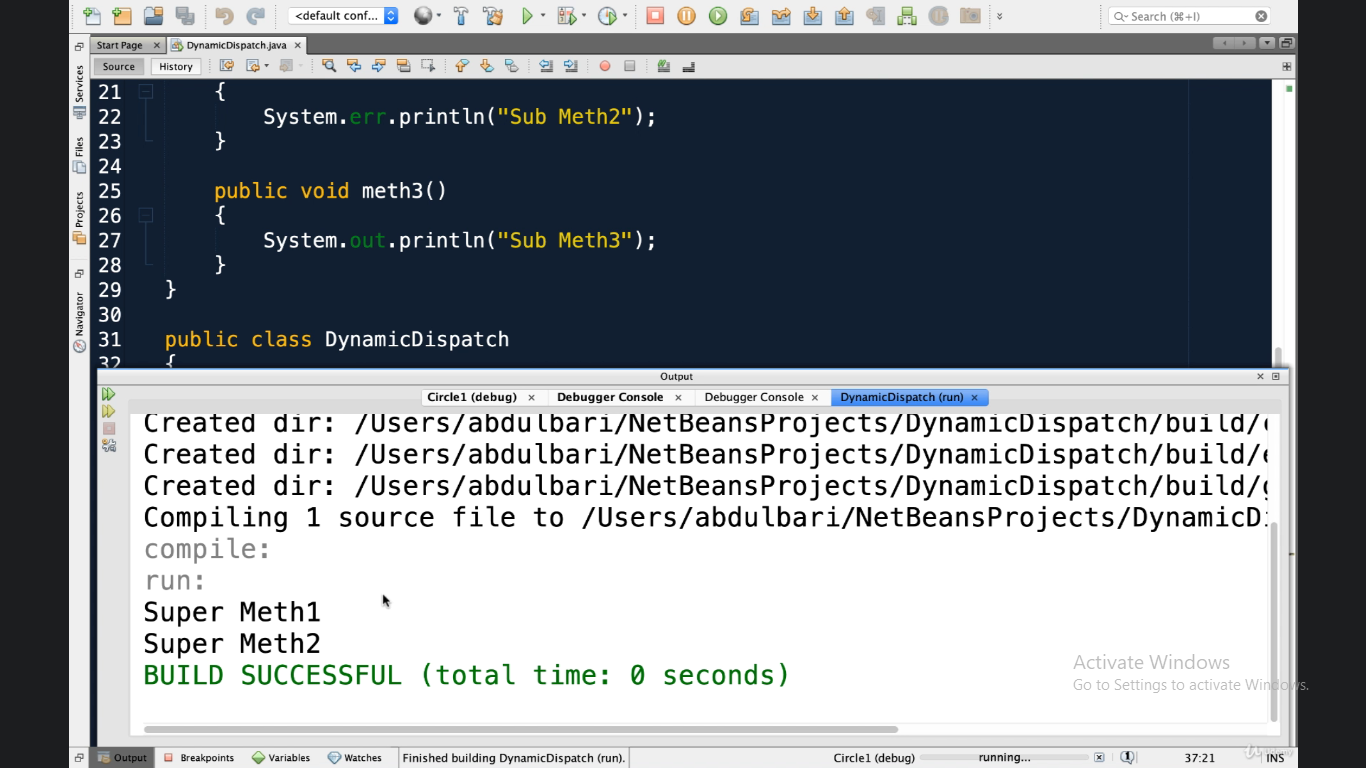 <default conf...
Search (⌘+I)
Start Page
DynamicDispatch.java
Source
History
Services
Files
Projects
Navigator
21 {
22 System.err.println("Sub Meth2");
23 }
24
25 public void meth3()
26 {
27 System.out.println("Sub Meth3");
28 }
29 }
30
31 public class DynamicDispatch
32 {
Output
Circle1 (debug)
Debugger Console
Debugger Console
DynamicDispatch (run)
Created dir: /Users/abdulbari/NetBeansProjects/DynamicDispatch/build/
Created dir: /Users/abdulbari/NetBeansProjects/DynamicDispatch/build/
Created dir: /Users/abdulbari/NetBeansProjects/DynamicDispatch/build/
Compiling 1 source file to /Users/abdulbari/NetBeansProjects/DynamicDi
compile:
run:
Super Meth1
Super Meth2
BUILD SUCCESSFUL (total time: 0 seconds)
Activate Windows
Go to Settings to activate Windows.
Output
Breakpoints
Variables
Watches
Finished building DynamicDispatch (run).
Circle1 (debug)
running...
37:21
INS